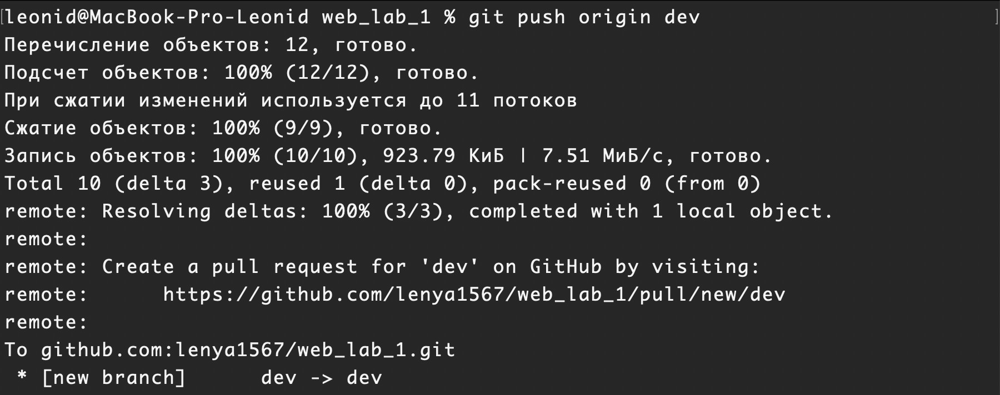 [leonid@MacBook-Pro-Leonid web_lab_1 % git push origin dev ]
Перечисление объектов: 12, готово.
Подсчет объектов: 100% (12/12), готово.
При сжатии изменений используется до 11 потоков
Сжатие объектов: 100% (9/9), готово.
Запись объектов: 100% (10/10), 923.79 КиБ | 7.51 МиБ/с, готово.
Total 10 (delta 3), reused 1 (delta 0), pack-reused 0 (from 0)
remote: Resolving deltas: 100% (3/3), completed with 1 local object.
remote:
remote: Create a pull request for 'dev' on GitHub by visiting:
remote:      https://github.com/lenya1567/web_lab_1/pull/new/dev
remote:
To github.com:lenya1567/web_lab_1.git
 * [new branch]      dev -> dev